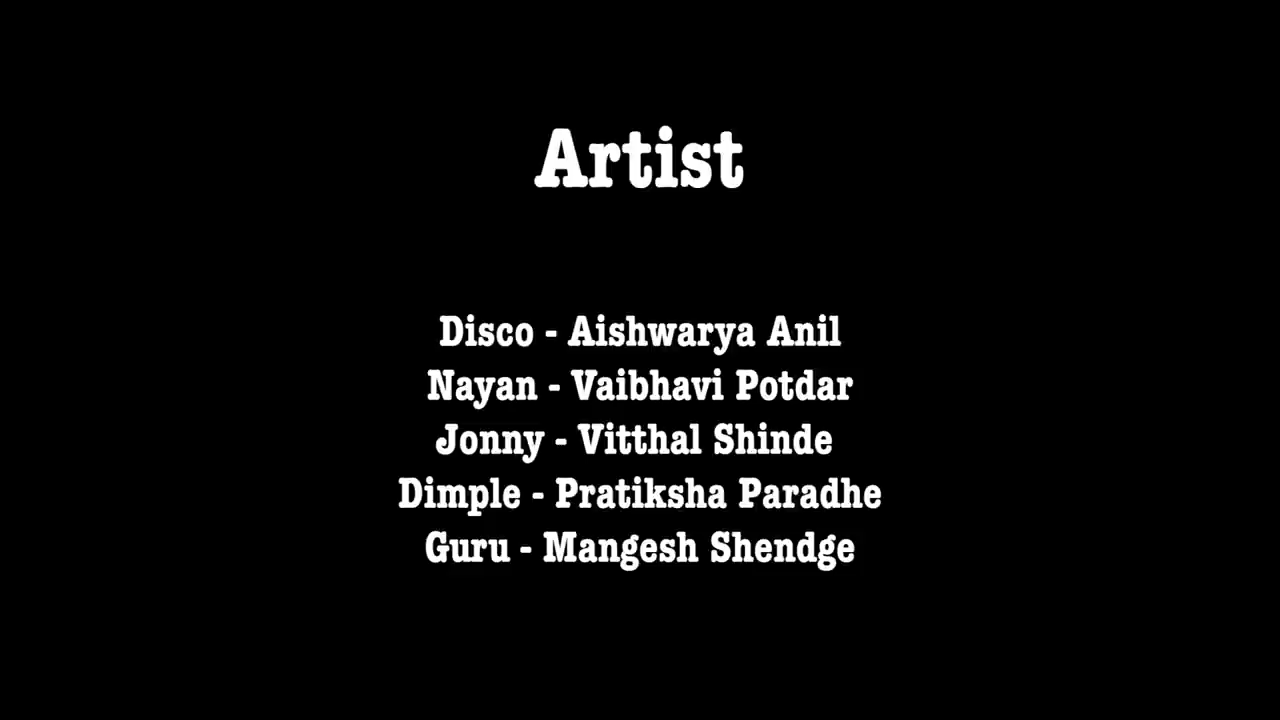 Artist
Disco - Aishwarya Anil
Nayan - Vaibhavi Potdar
Jonny - Vitthal Shinde
Dimple - Pratiksha Paradhe
Guru - Mangesh Shendge